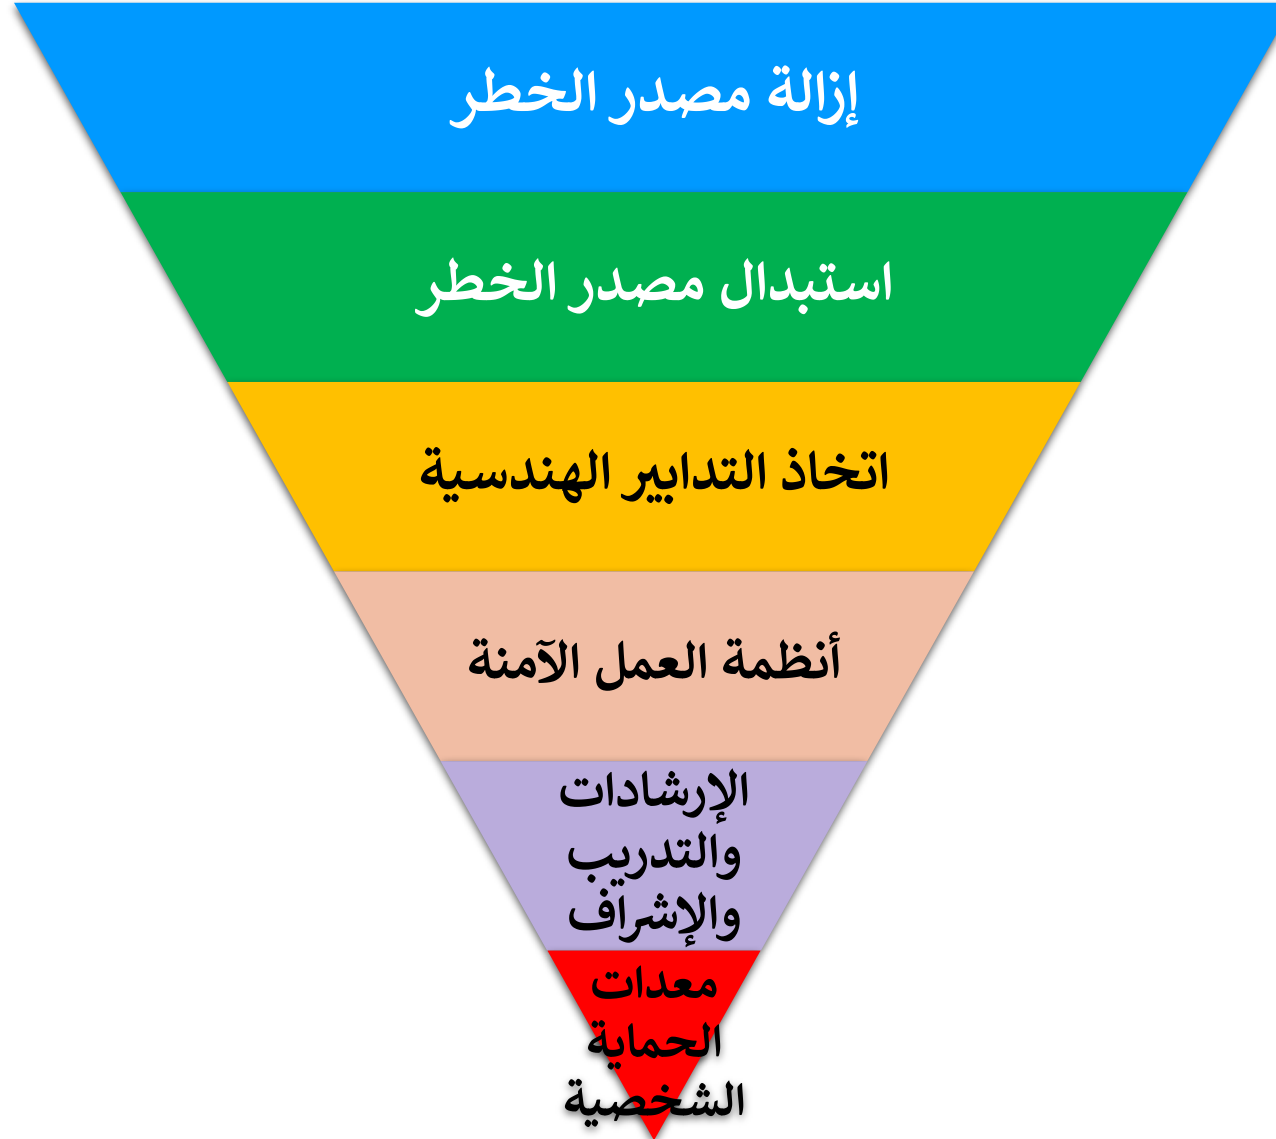 إزالة مصدر الخطر
استبدال مصدر الخطر
اتخاذ التدابير الهندسية
أنظمة العمل الآمنة
الإرشادات
والتدريب
والإشراف
معدات
الحماية
الشخصية